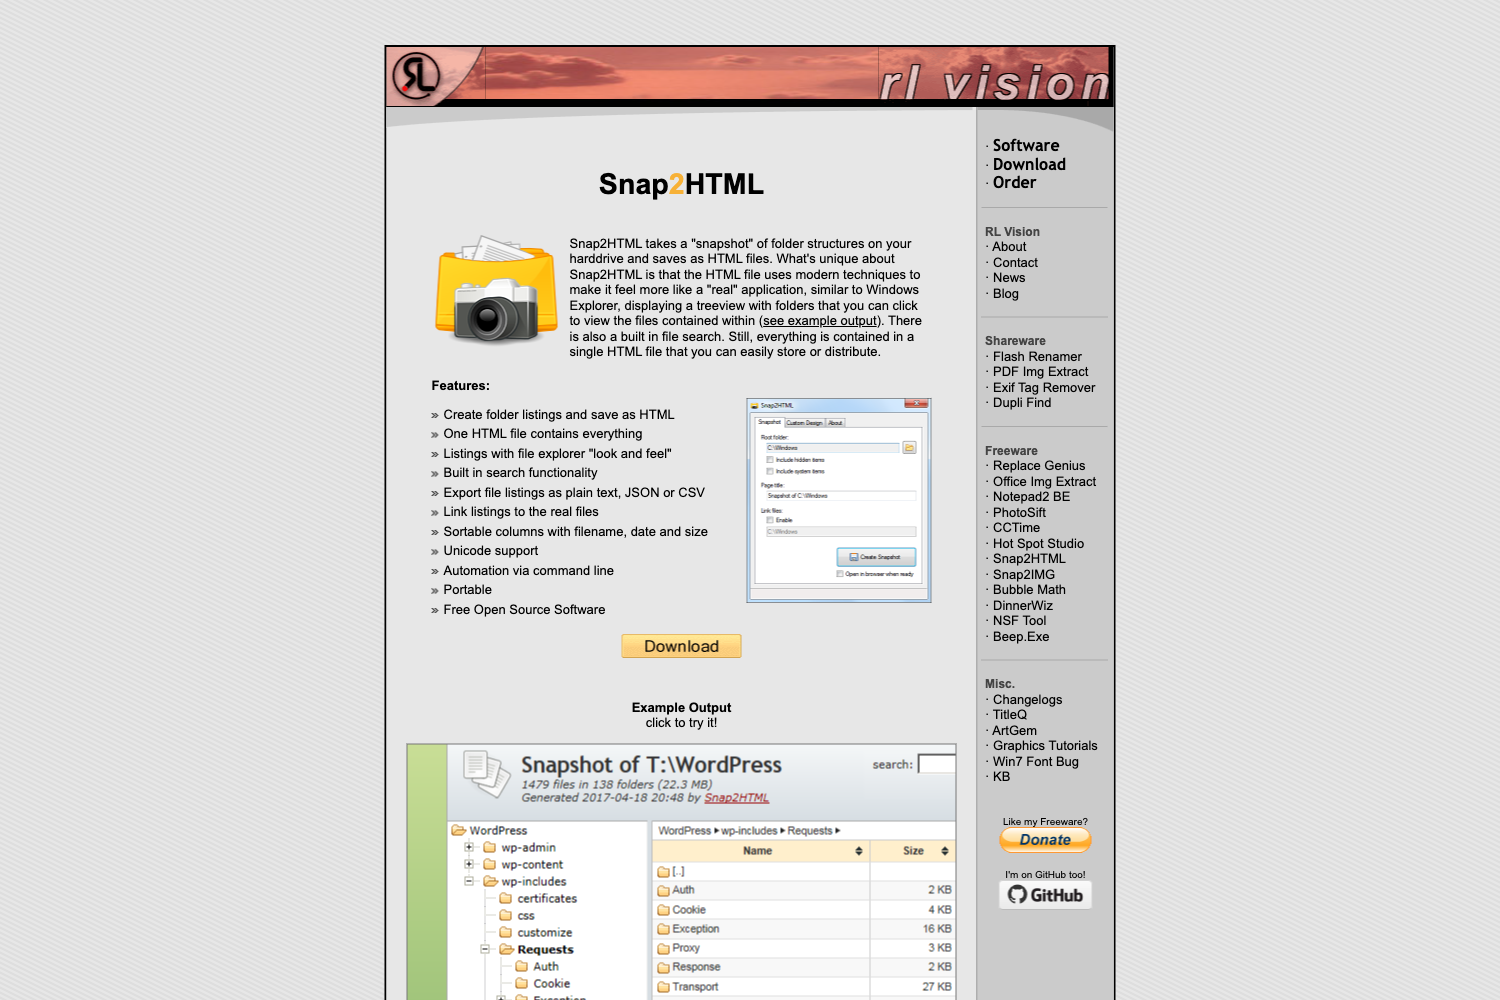 RL
rl vision
Snap2HTML
Snap2HTML takes a "snapshot" of folder structures on your
harddrive and saves as HTML files. What's unique about
Snap2HTML is that the HTML file uses modern techniques to
make it feel more like a "real" application, similar to Windows
Explorer, displaying a treeview with folders that you can click
to view the files contained within (see example output). There
is also a built in file search. Still, everything is contained in a
single HTML file that you can easily store or distribute.
Features:
» Create folder listings and save as HTML
» One HTML file contains everything
» Listings with file explorer "look and feel"
» Built in search functionality
» Export file listings as plain text, JSON or CSV
» Link listings to the real files
» Sortable columns with filename, date and size
» Unicode support
» Automation via command line
» Portable
» Free Open Source Software
Snap2HTML
Snapshot Custom Design About
Root folder:
C:\Windows
Include hidden items
Include system items
Page title:
Snapshot of C:\Windows
Link files:
Enable
C:\Windows
Create Snapshot
Open in browser when ready
Download
Example Output
click to try it!
Snapshot of T:\WordPress
search:
1479 files in 138 folders (22.3 MB)
Generated 2017-04-18 20:48 by Snap2HTML
WordPress
wp-admin
wp-content
wp-includes
certificates
css
customize
Requests
Auth
Cookie
Exception
WordPress ▸ wp-includes ▸ Requests ▸
Name Size
[..]
Auth 2 KB
Cookie 4 KB
Exception 16 KB
Proxy 3 KB
Response 2 KB
Transport 27 KB
· Software
· Download
· Order
RL Vision
· About
· Contact
· News
· Blog
Shareware
· Flash Renamer
· PDF Img Extract
· Exif Tag Remover
· Dupli Find
Freeware
· Replace Genius
· Office Img Extract
· Notepad2 BE
· PhotoSift
· CCTime
· Hot Spot Studio
· Snap2HTML
· Snap2IMG
· Bubble Math
· DinnerWiz
· NSF Tool
· Beep.Exe
Misc.
· Changelogs
· TitleQ
· ArtGem
· Graphics Tutorials
· Win7 Font Bug
· KB
Like my Freeware?
Donate
I'm on GitHub too!
GitHub